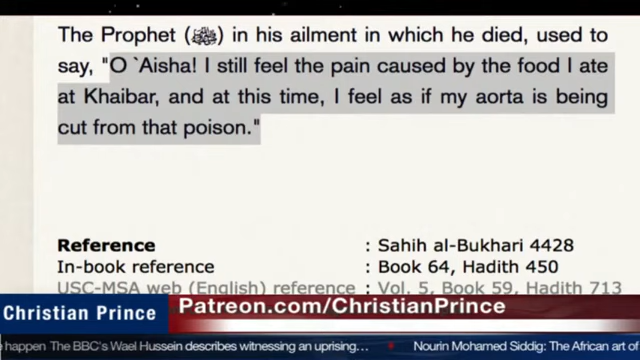 The Prophet (ﷺ) in his ailment in which he died, used to
say, "O `Aisha! I still feel the pain caused by the food I ate
at Khaibar, and at this time, I feel as if my aorta is being
cut from that poison."
Reference : Sahih al-Bukhari 4428
In-book reference : Book 64, Hadith 450
USC-MSA web (English) reference : Vol. 5, Book 59, Hadith 713
Christian Prince
Patreon.com/ChristianPrince
happen The BBC's Wael Hussein describes witnessing an uprising... Nourin Mohamed Siddig: The African art of